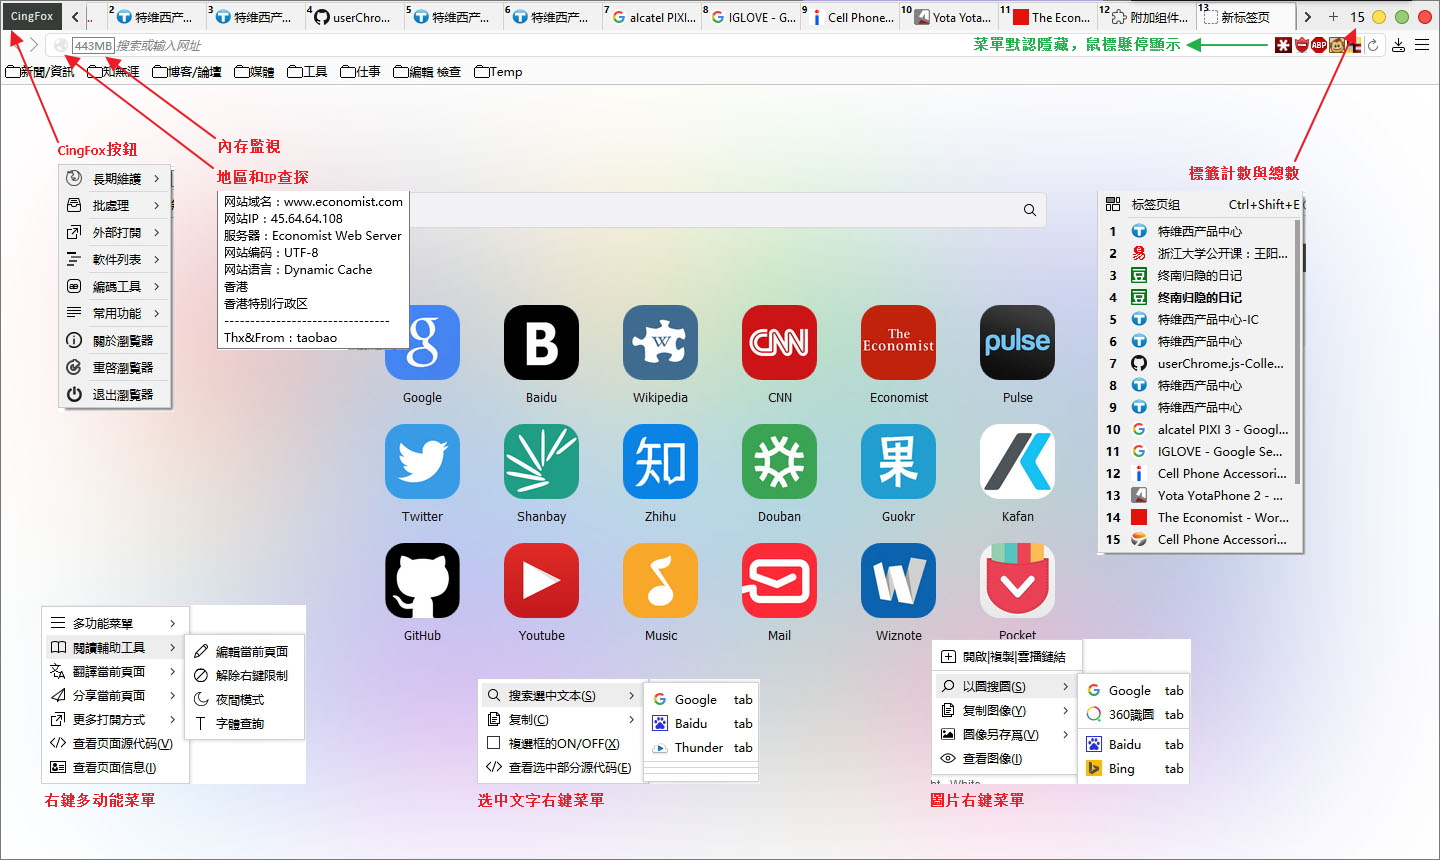 CingFox
..
2 特维西产...
3 特维西产...
4 userChro...
5 特维西产...
6 特维西产...
7 alcatel PIXI...
8 IGLOVE - G...
9 Cell Phone...
10 Yota Yota...
11 The Econ...
12 附加组件...
13 新标签页
15
443MB 搜索或输入网址
菜單默認隱藏，鼠標懸停顯示
ABP
新聞/資訊
知無涯
博客/論壇
媒體
工具
仕事
編輯 檢查
Temp
CingFox按鈕
長期維護
批處理
外部打開
軟件列表
編碼工具
常用功能
關於瀏覽器
重啓瀏覽器
退出瀏覽器
內存監視
地區和IP查探
网站域名：www.economist.com
网站IP：45.64.64.108
服务器：Economist Web Server
网站编码：UTF-8
网站语言：Dynamic Cache
香港
香港特别行政区
---------------------------------
Thx&From：taobao
標籤計數與總數
标签页组 Ctrl+Shift+E
1 特维西产品中心
2 浙江大学公开课：王阳...
3 终南归隐的日记
4 终南归隐的日记
5 特维西产品中心-IC
6 特维西产品中心
7 userChrome.js-Colle...
8 特维西产品中心
9 特维西产品中心
10 alcatel PIXI 3 - Googl...
11 IGLOVE - Google Se...
12 Cell Phone Accessori...
13 Yota YotaPhone 2 - ...
14 The Economist - Wor...
15 Cell Phone Accessori...
g
B
W
CNN
The
Economist
pulse
Google
Baidu
Wikipedia
CNN
Economist
Pulse
知
果
Twitter
Shanbay
Zhihu
Douban
Guokr
Kafan
GitHub
Youtube
Music
Mail
Wiznote
Pocket
多功能菜單
閱讀輔助工具
翻譯當前頁面
分享當前頁面
更多打開方式
查看页面源代码(V)
查看页面信息(I)
編輯當前頁面
解除右鍵限制
夜間模式
字體查詢
右鍵多动能菜單
搜索選中文本(S)
复制(C)
複選框的ON/OFF(X)
查看选中部分源代码(E)
Google tab
Baidu tab
Thunder tab
选中文字右鍵菜單
開啟|複製|雲播鏈結
以圖搜圖(S)
复制图像(Y)
圖像另存爲(V)
查看图像(I)
Google tab
360識圖 tab
Baidu tab
Bing tab
圖片右鍵菜單